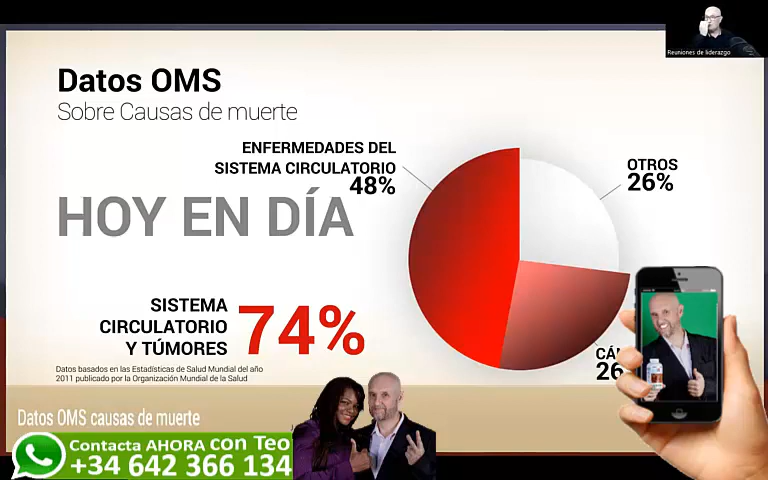 Reuniones de liderazgo
Datos OMS
Sobre Causas de muerte
ENFERMEDADES DEL
SISTEMA CIRCULATORIO
48%
OTROS
26%
HOY EN DÍA
SISTEMA
CIRCULATORIO
Y TÚMORES
74%
CÁ
26
Datos basados en las Estadísticas de Salud Mundial del año
2011 publicado por la Organización Mundial de la Salud
Datos OMS causas de muerte
Contacta AHORA con Teo
+34 642 366 134